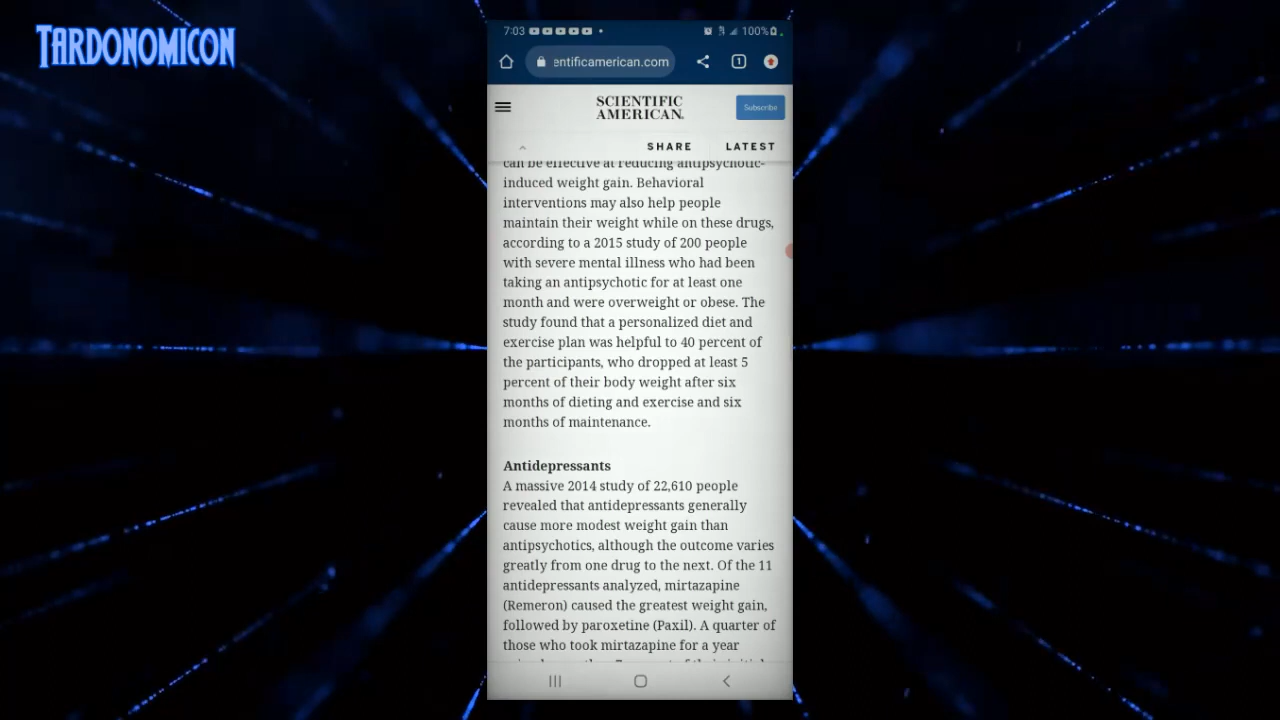 TARDONOMICON
7:03
100%
entificamerican.com
1
SCIENTIFIC
AMERICAN.
Subscribe
SHARE
LATEST
can be effective at reducing antipsychotic-
induced weight gain. Behavioral
interventions may also help people
maintain their weight while on these drugs,
according to a 2015 study of 200 people
with severe mental illness who had been
taking an antipsychotic for at least one
month and were overweight or obese. The
study found that a personalized diet and
exercise plan was helpful to 40 percent of
the participants, who dropped at least 5
percent of their body weight after six
months of dieting and exercise and six
months of maintenance.
Antidepressants
A massive 2014 study of 22,610 people
revealed that antidepressants generally
cause more modest weight gain than
antipsychotics, although the outcome varies
greatly from one drug to the next. Of the 11
antidepressants analyzed, mirtazapine
(Remeron) caused the greatest weight gain,
followed by paroxetine (Paxil). A quarter of
those who took mirtazapine for a year